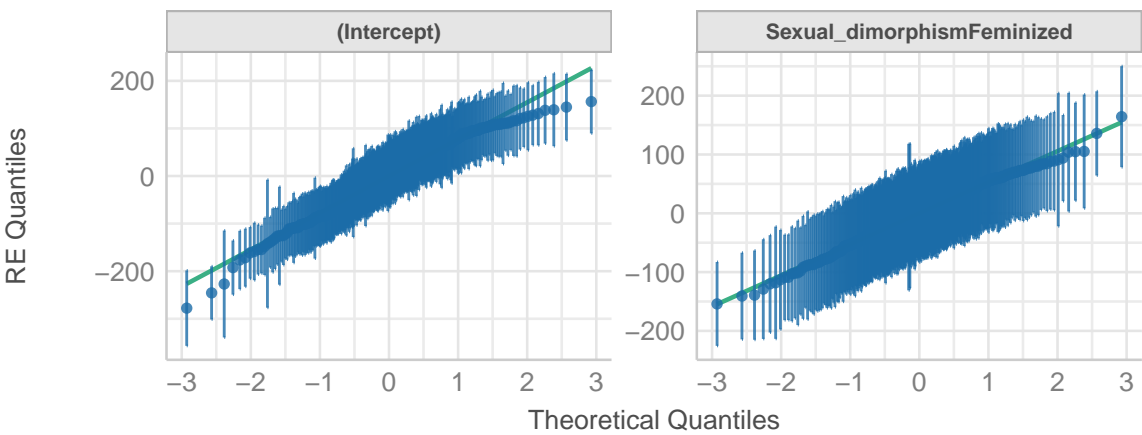 (Intercept)
Sexual_dimorphismFeminized
RE Quantiles
200
0
−200
200
100
0
−100
−200
−3 −2 −1 0 1 2 3
−3 −2 −1 0 1 2 3
Theoretical Quantiles